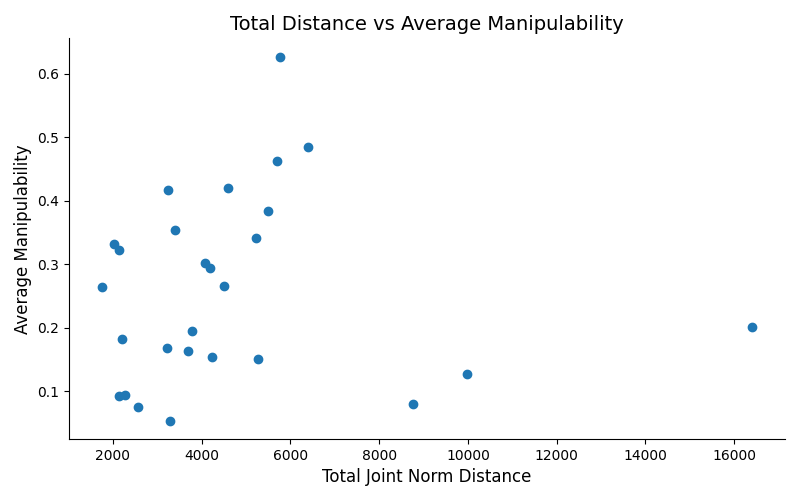 Total Distance vs Average Manipulability
0.6
0.5
0.4
0.3
0.2
0.1
Average Manipulability
2000 4000 6000 8000 10000 12000 14000 16000
Total Joint Norm Distance